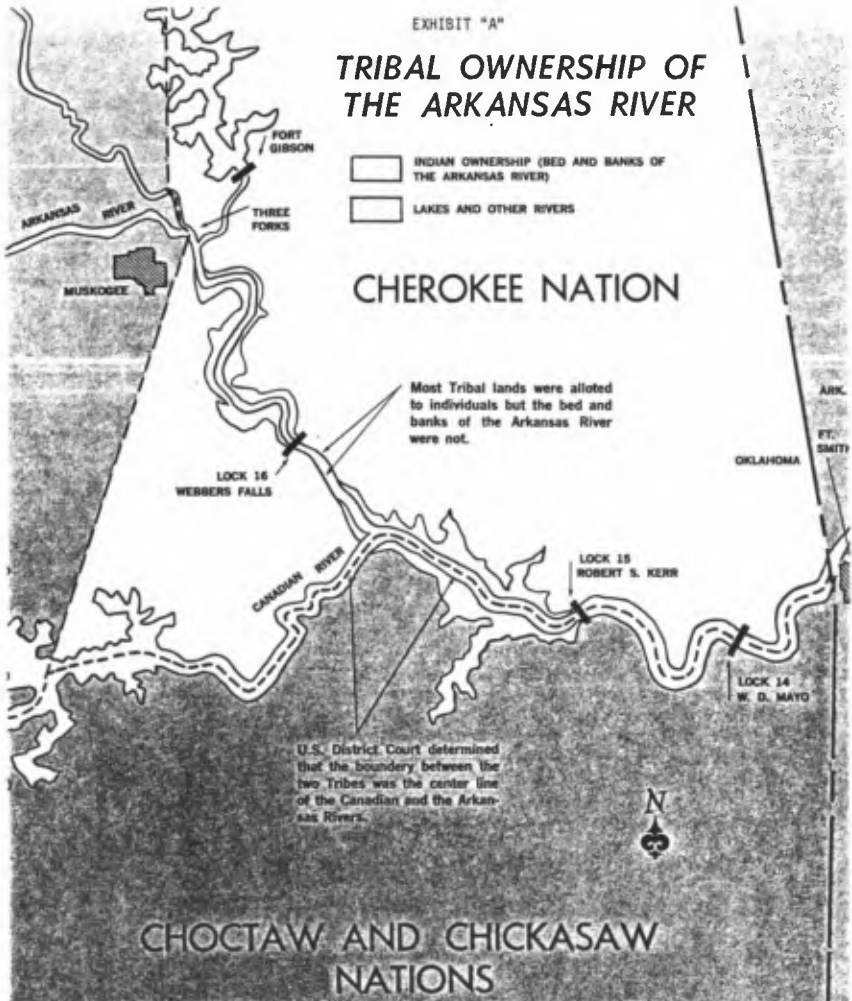 EXHIBIT "A"
TRIBAL OWNERSHIP OF
THE ARKANSAS RIVER
FORT
GIBSON
INDIAN OWNERSHIP (BED AND BANKS OF
THE ARKANSAS RIVER)
LAKES AND OTHER RIVERS
ARKANSAS RIVER
THREE
FORKS
MUSKOGEE
CHEROKEE NATION
Most Tribal lands were alloted
to individuals but the bed and
banks of the Arkansas River
were not.
ARK.
FT.
SMITH
OKLAHOMA
LOCK 16
WEBBERS FALLS
CANADIAN RIVER
LOCK 15
ROBERT S. KERR
LOCK 14
W. D. MAYO
U.S. District Court determined
that the boundery between the
two Tribes was the center line
of the Canadian and the Arkan-
sas Rivers.
N
CHOCTAW AND CHICKASAW
NATIONS